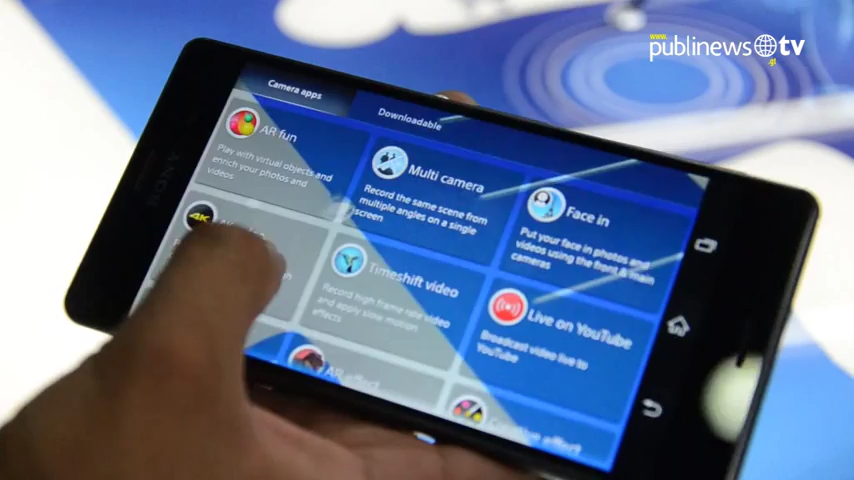 www.
publinews tv
SONY
Camera apps
Downloadable
AR fun
Play with virtual objects and
enrich your photos and
videos
Multi camera
Record the same scene from
multiple angles on a single
screen
Face in
Put your face in photos and
videos using the front & main
cameras
4K
Timeshift video
Record high frame rate video
and apply slow motion
effects
Live on YouTube
Broadcast video live to
YouTube
AR effect
effect